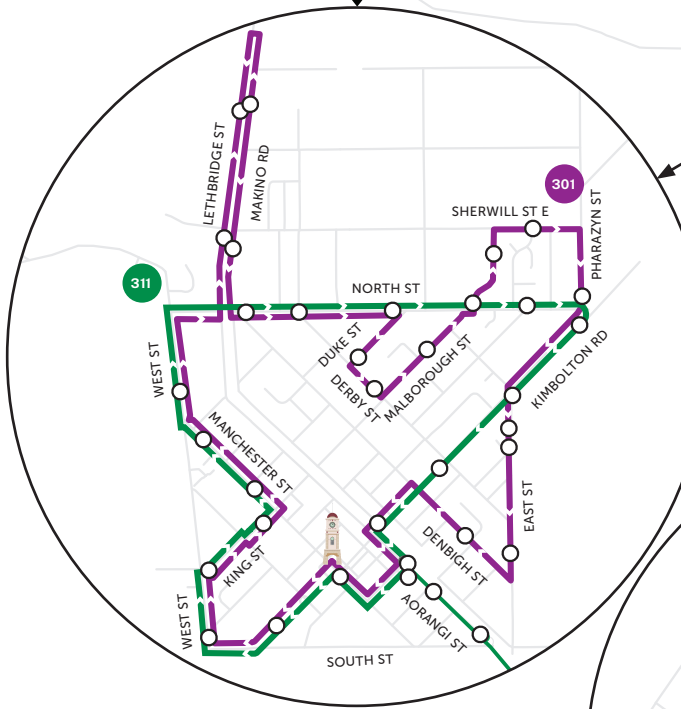 LETHBRIDGE ST
MAKINO RD
301
SHERWILL ST E
PHARAZYN ST
311
NORTH ST
DUKE ST
DERBY ST
MALBOROUGH ST
KIMBOLTON RD
WEST ST
MANCHESTER ST
EAST ST
KING ST
DENBIGH ST
WEST ST
AORANGI ST
SOUTH ST